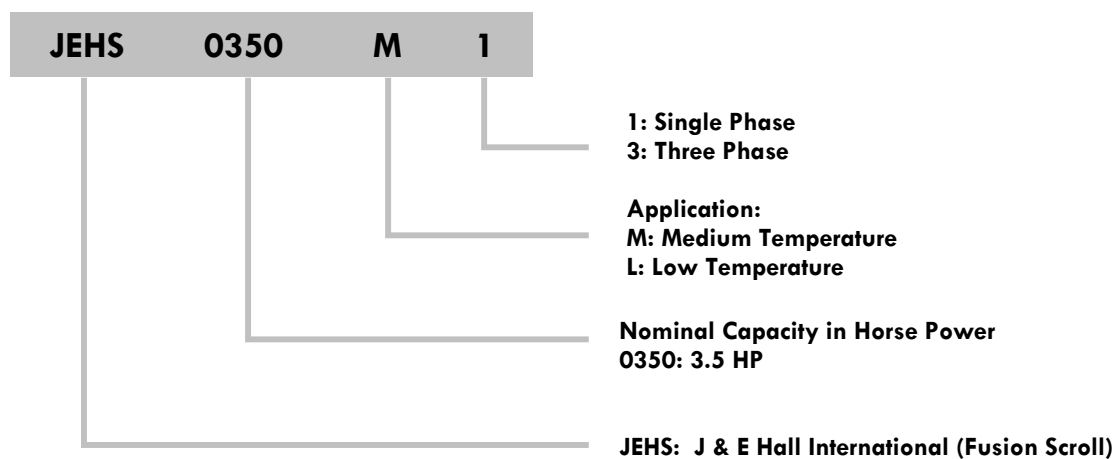 JEHS 0350 M 1
1: Single Phase
3: Three Phase
Application:
M: Medium Temperature
L: Low Temperature
Nominal Capacity in Horse Power
0350: 3.5 HP
JEHS: J & E Hall International (Fusion Scroll)